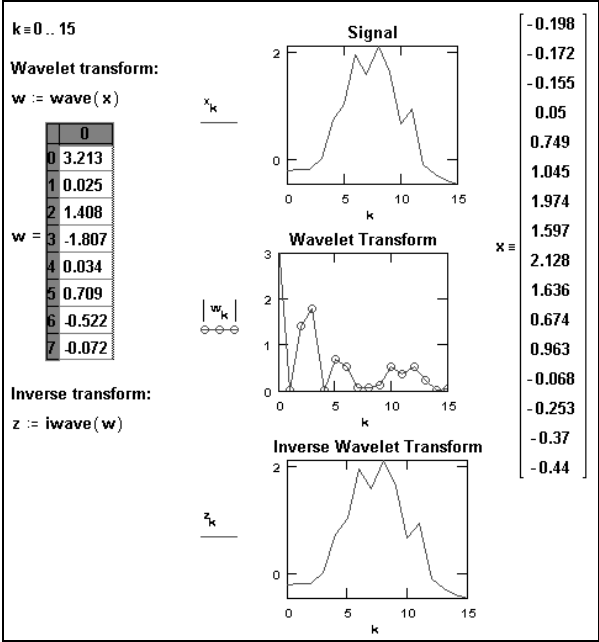 k ≡ 0 .. 15
Wavelet transform:
w := wave(x)
w =
0
0 3.213
1 0.025
2 1.408
3 -1.807
4 0.034
5 0.709
6 -0.522
7 -0.072
Inverse transform:
z := iwave(w)
Signal
x_k
2
0
0 5 10 15
k
Wavelet Transform
|w_k|
3
2
1
0
0 5 10 15
k
Inverse Wavelet Transform
z_k
2
0
0 5 10 15
k
x ≡
-0.198
-0.172
-0.155
0.05
0.749
1.045
1.974
1.597
2.128
1.636
0.674
0.963
-0.068
-0.253
-0.37
-0.44